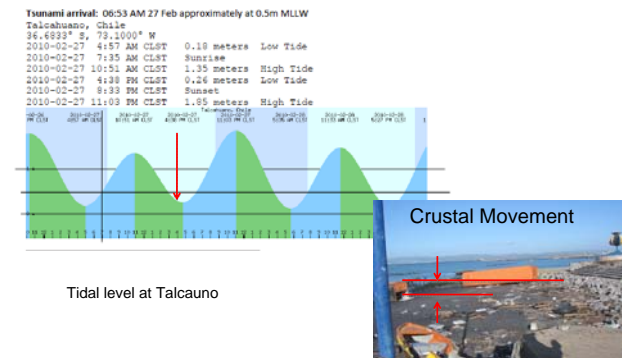 Tsunami arrival: 06:53 AM 27 Feb approximately at 0.5m MLLW
Talcahuano, Chile
36.6833° S, 73.1000° W
2010-02-27 4:57 AM CLST 0.18 meters Low Tide
2010-02-27 7:35 AM CLST Sunrise
2010-02-27 10:51 AM CLST 1.35 meters High Tide
2010-02-27 4:38 PM CLST 0.26 meters Low Tide
2010-02-27 8:33 PM CLST Sunset
2010-02-27 11:03 PM CLST 1.85 meters High Tide
Talcahuano, Chile
Crustal Movement
Tidal level at Talcauno